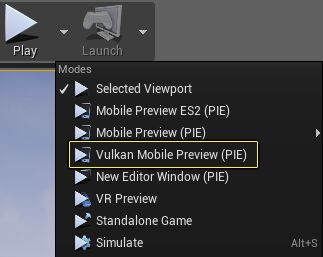 Play
Launch
Modes
Selected Viewport
Mobile Preview ES2 (PIE)
Mobile Preview (PIE)
Vulkan Mobile Preview (PIE)
New Editor Window (PIE)
VR Preview
Standalone Game
Simulate Alt+S